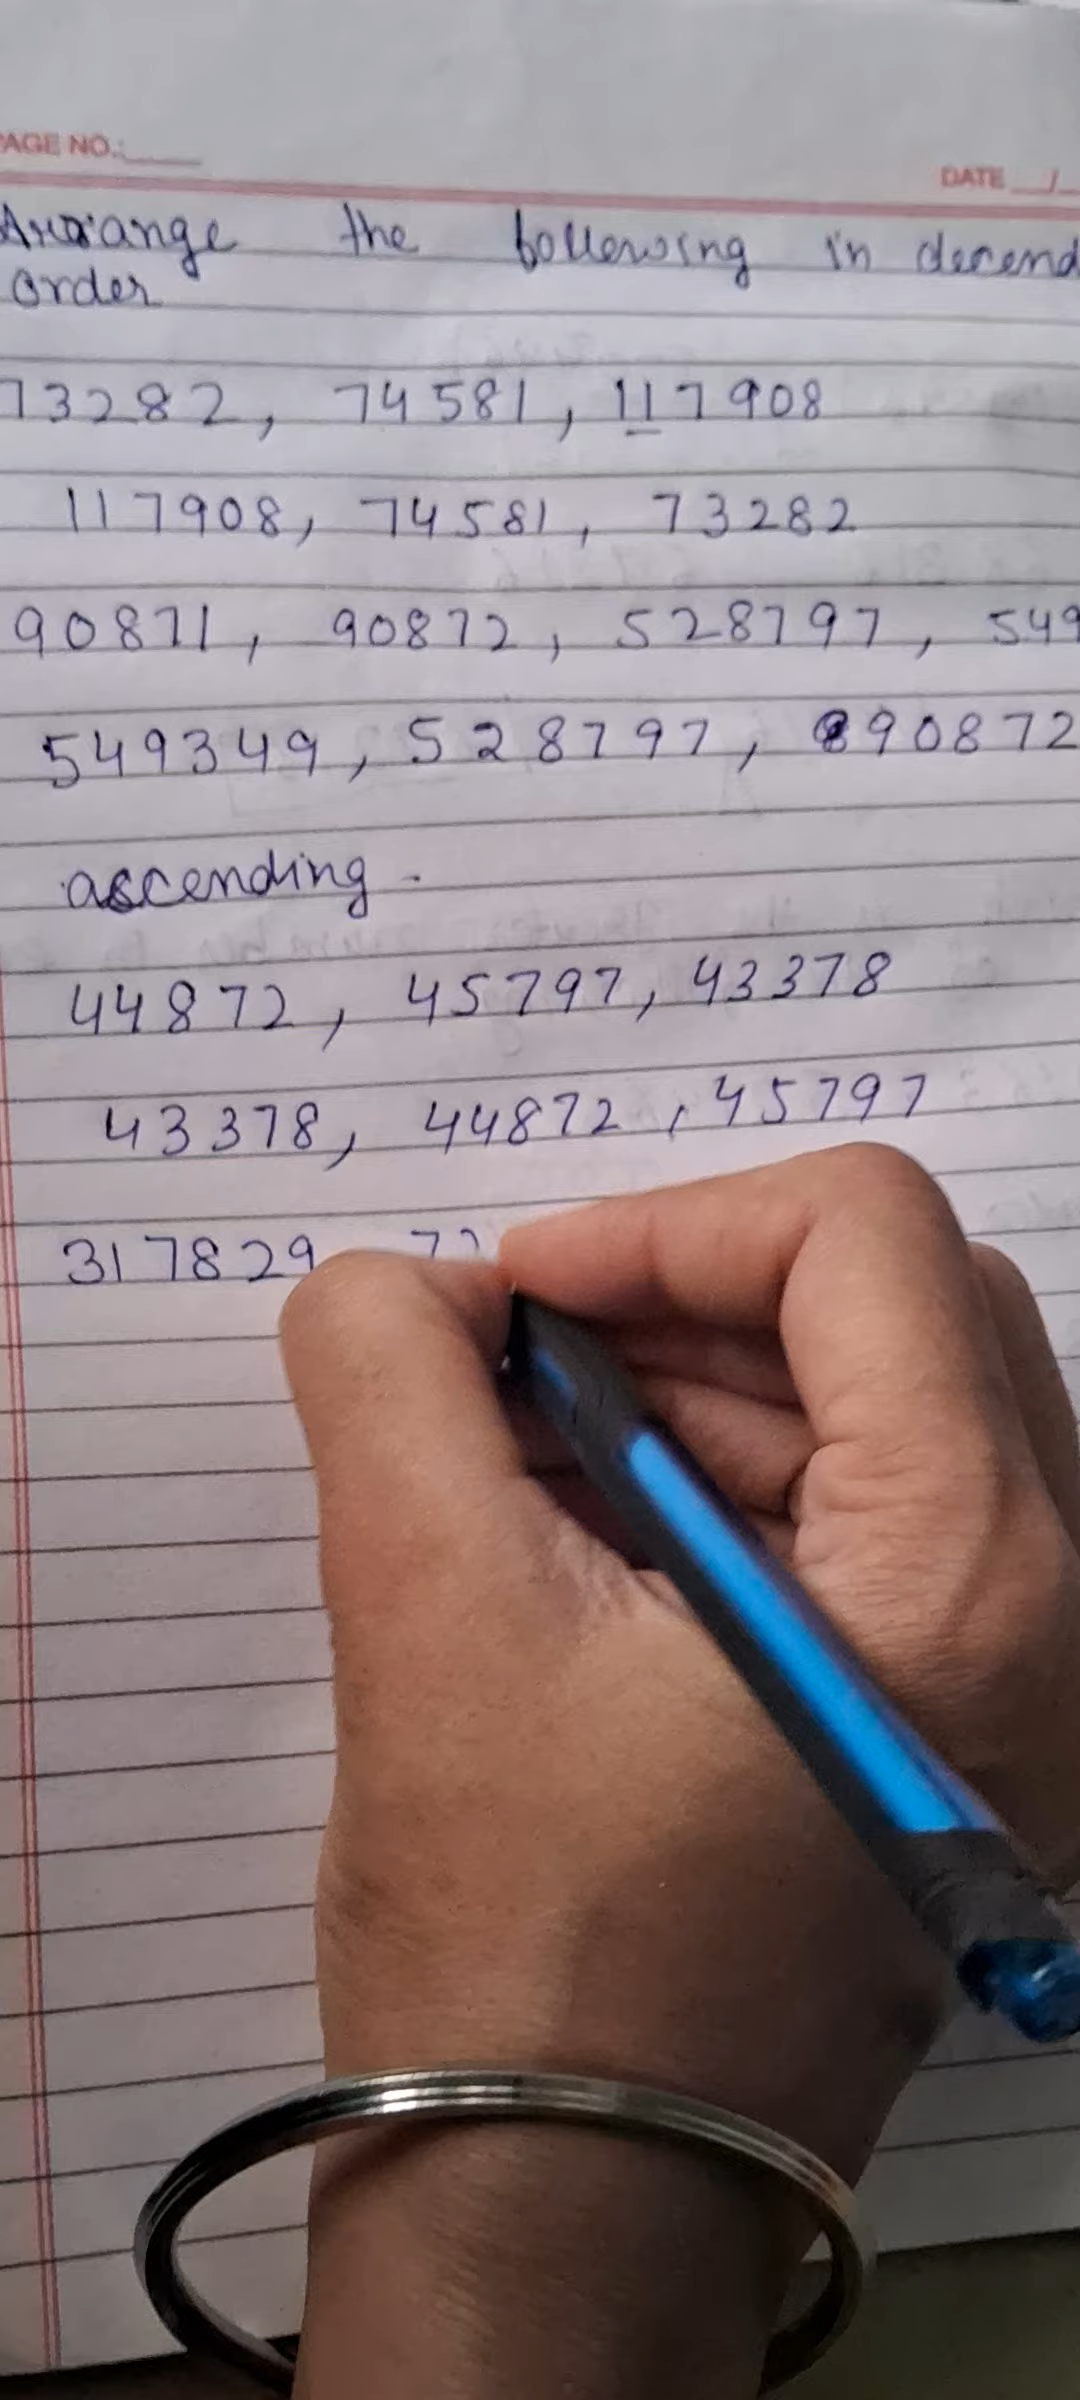 PAGE NO.:
DATE /
Arrange the following in decend
order
73282, 74581, 117908
117908, 74581, 73282
90871, 90872, 528797, 549
549349, 528797, 90872
ascending.
44872, 45797, 43378
43378, 44872, 45797
317829